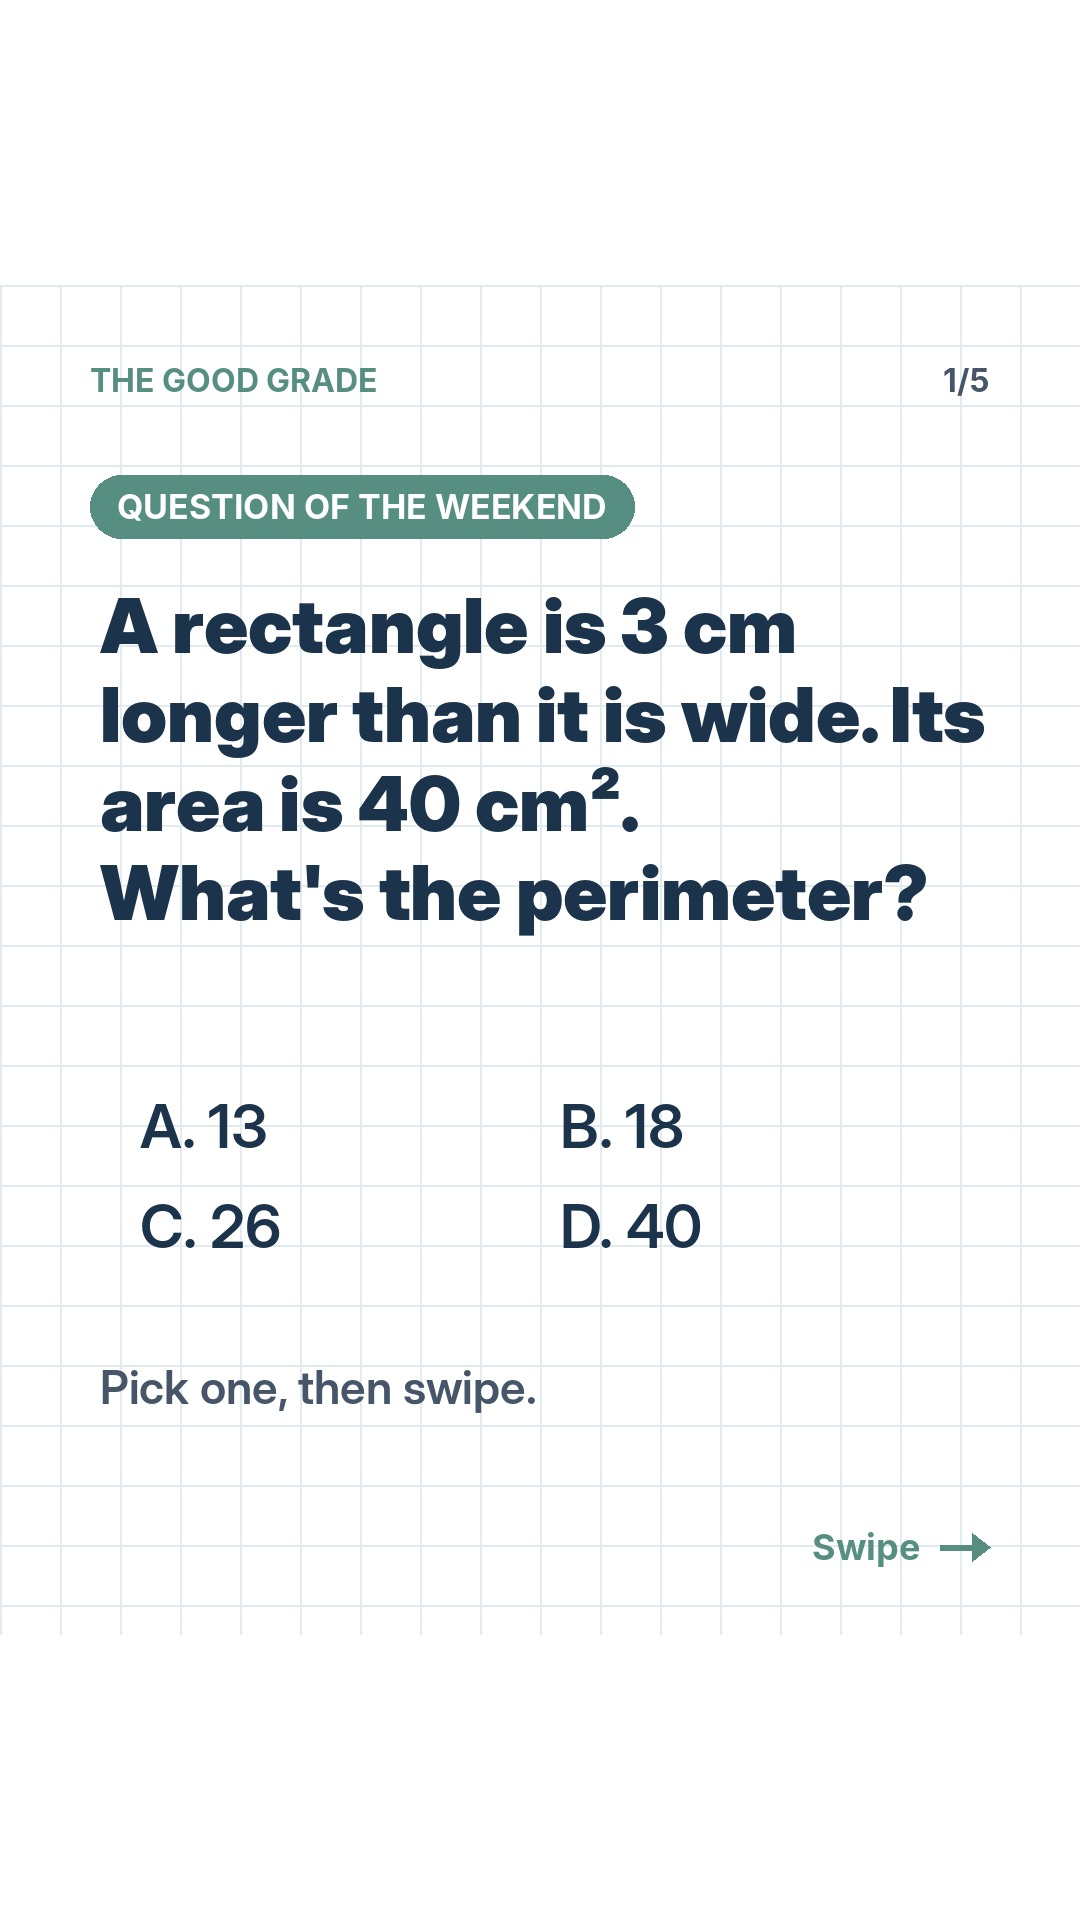 THE GOOD GRADE
1/5
QUESTION OF THE WEEKEND
A rectangle is 3 cm
longer than it is wide. Its
area is 40 cm².
What's the perimeter?
A. 13
B. 18
C. 26
D. 40
Pick one, then swipe.
Swipe →